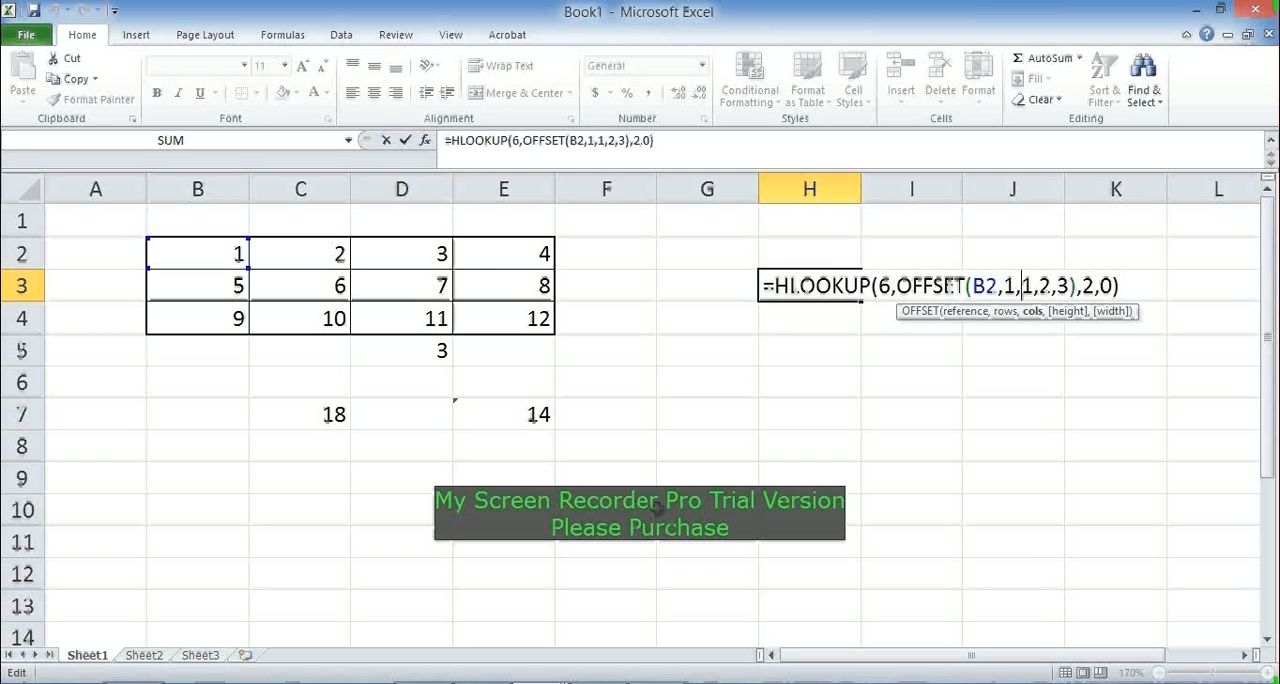 Book1 - Microsoft Excel
File Home Insert Page Layout Formulas Data Review View Acrobat
Cut
Copy
Format Painter
Paste
Clipboard
11 A A
B I U A
Font
Wrap Text
Merge & Center
Alignment
General
$ % ,
Number
Conditional Formatting
Format as Table
Cell Styles
Styles
Insert Delete Format
Cells
Σ AutoSum
Fill
Clear
Sort & Filter
Find & Select
Editing
SUM fx =HLOOKUP(6,OFFSET(B2,1,1,2,3),2,0)
A B C D E F G H I J K L
1
2 1 2 3 4
3 5 6 7 8 =HLOOKUP(6,OFFSET(B2,1,1,2,3),2,0)
OFFSET(reference, rows, cols, [height], [width])
4 9 10 11 12
5 3
6
7 18 14
8
9
10
My Screen Recorder Pro Trial Version
Please Purchase
11
12
13
14
Sheet1 Sheet2 Sheet3
Edit 170%